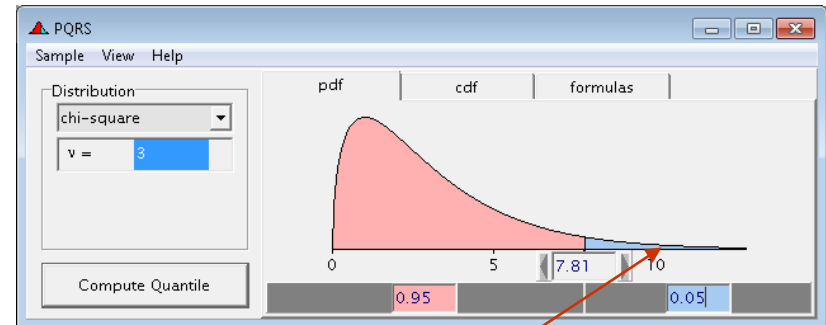 PQRS
Sample View Help
Distribution
chi-square
ν = 3
Compute Quantile
pdf cdf formulas
0 5 7.81 10
0.95 0.05